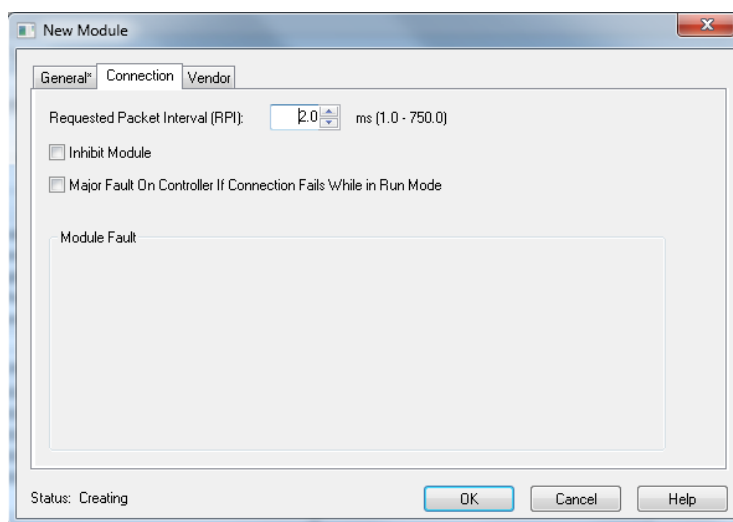 New Module
General* Connection Vendor
Requested Packet Interval (RPI): 2.0 ms (1.0 - 750.0)
Inhibit Module
Major Fault On Controller If Connection Fails While in Run Mode
Module Fault
Status: Creating OK Cancel Help